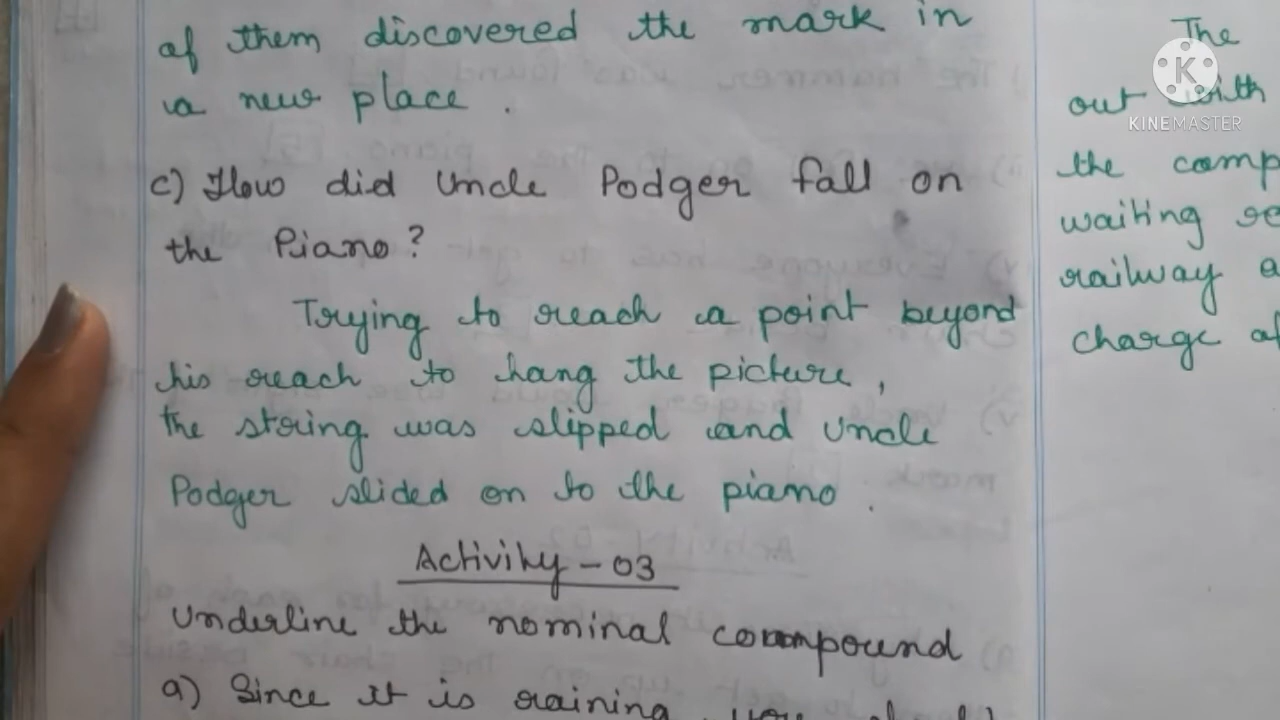 of them discovered the mark in
a new place .
c) How did Uncle Podger fall on
the Piano?
Trying to reach a point beyond
his reach to hang the picture,
the string was slipped and Uncle
Podger slided on to the piano .
Activity - 03
Underline the nominal compound
a) Since it is raining, you
The
out with
the comp
waiting
railway a
charge of
KINEMASTER